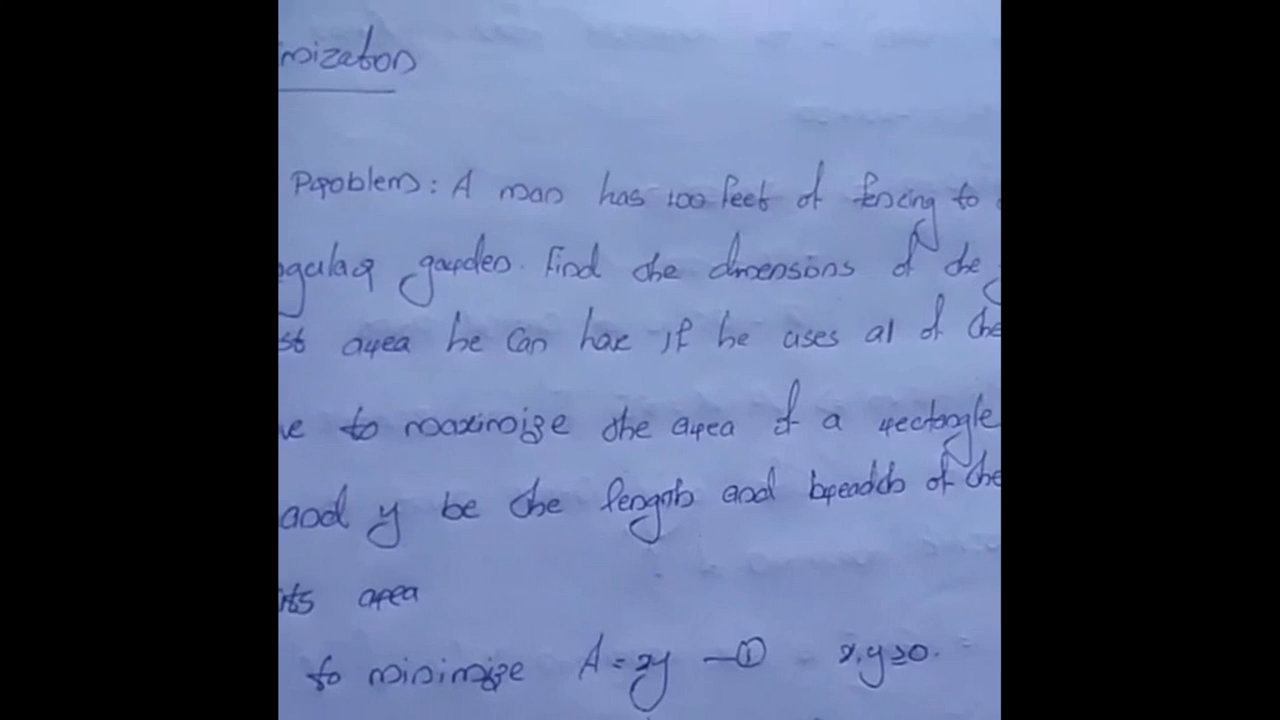 mization
Problem: A man has 100 feet of fencing to
ngular garden. Find the dimensions of the
st area he can have if he uses al of the
ve to maximize the area of a rectangle
and y be the length and breadth of the
its area
to minimize A = xy —① x, y ≥ 0.